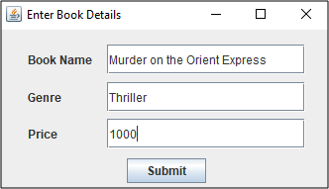 Enter Book Details
Book Name Murder on the Orient Express
Genre Thriller
Price 1000
Submit